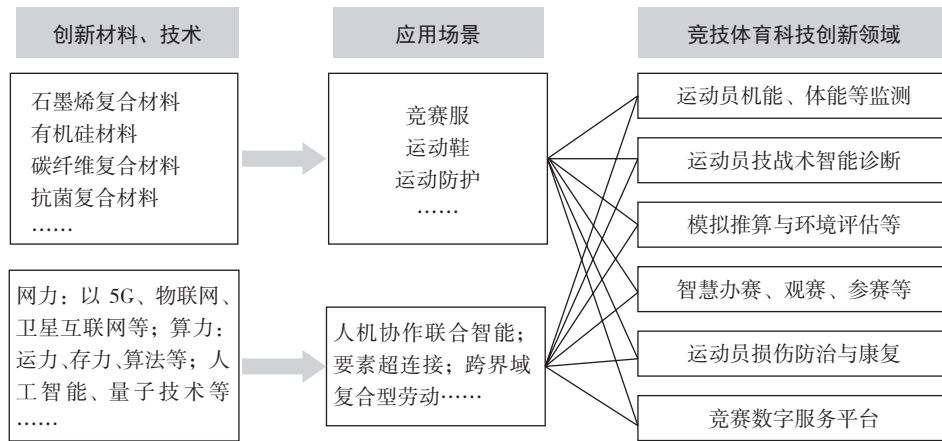 创新材料、技术
应用场景
竞技体育科技创新领域
石墨烯复合材料
有机硅材料
碳纤维复合材料
抗菌复合材料
……
竞赛服
运动鞋
运动防护
……
网力：以 5G、物联网、
卫星互联网等；算力：
运力、存力、算法等；人
工智能、量子技术等
……
人机协作联合智能；
要素超连接；跨界域
复合型劳动……
运动员机能、体能等监测
运动员技战术智能诊断
模拟推算与环境评估等
智慧办赛、观赛、参赛等
运动员损伤防治与康复
竞赛数字服务平台